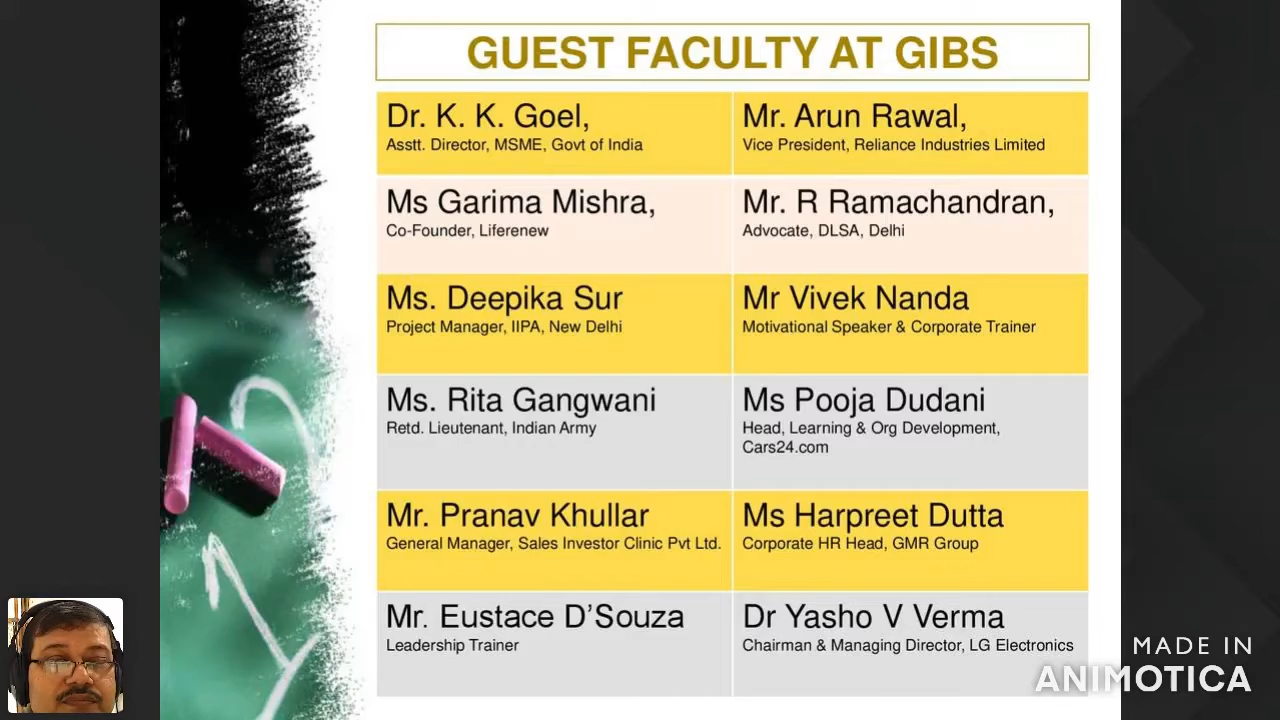 GUEST FACULTY AT GIBS
Dr. K. K. Goel,
Asstt. Director, MSME, Govt of India
Mr. Arun Rawal,
Vice President, Reliance Industries Limited
Ms Garima Mishra,
Co-Founder, Liferenew
Mr. R Ramachandran,
Advocate, DLSA, Delhi
Ms. Deepika Sur
Project Manager, IIPA, New Delhi
Mr Vivek Nanda
Motivational Speaker & Corporate Trainer
Ms. Rita Gangwani
Retd. Lieutenant, Indian Army
Ms Pooja Dudani
Head, Learning & Org Development,
Cars24.com
Mr. Pranav Khullar
General Manager, Sales Investor Clinic Pvt Ltd.
Ms Harpreet Dutta
Corporate HR Head, GMR Group
Mr. Eustace D'Souza
Leadership Trainer
Dr Yasho V Verma
Chairman & Managing Director, LG Electronics
MADE IN
ANIMOTICA